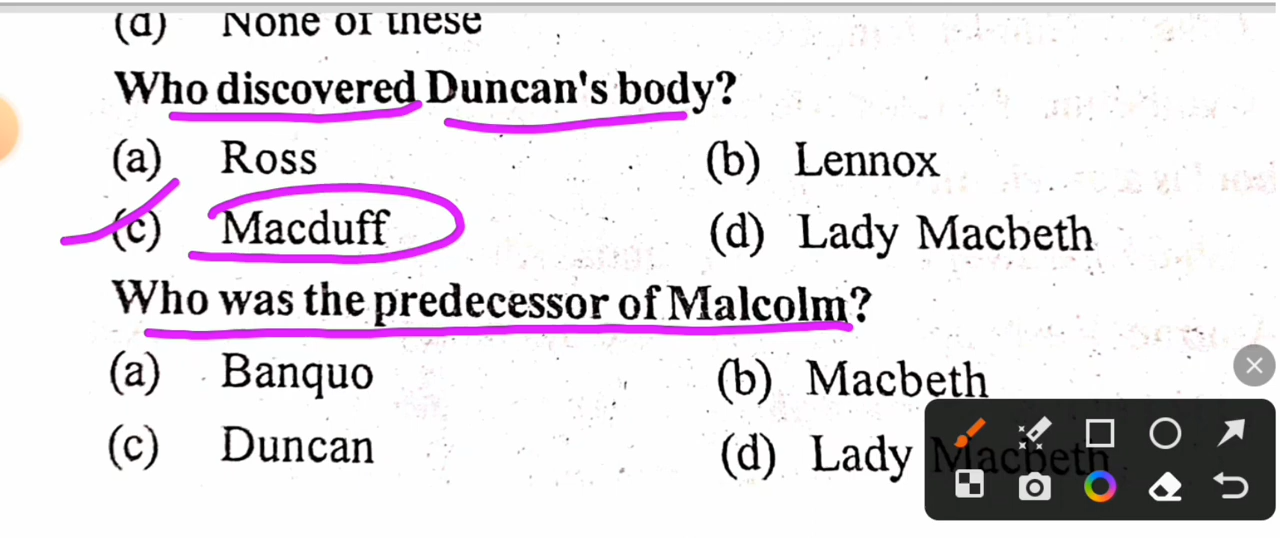 (d) None of these
Who discovered Duncan's body?
(a) Ross (b) Lennox
(c) Macduff (d) Lady Macbeth
Who was the predecessor of Malcolm?
(a) Banquo (b) Macbeth
(c) Duncan (d) Lady Macbeth